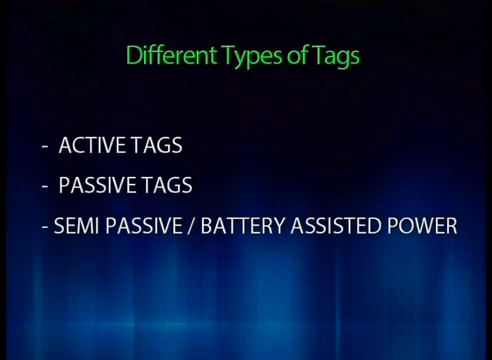 Different Types of Tags
- ACTIVE TAGS
- PASSIVE TAGS
- SEMI PASSIVE / BATTERY ASSISTED POWER